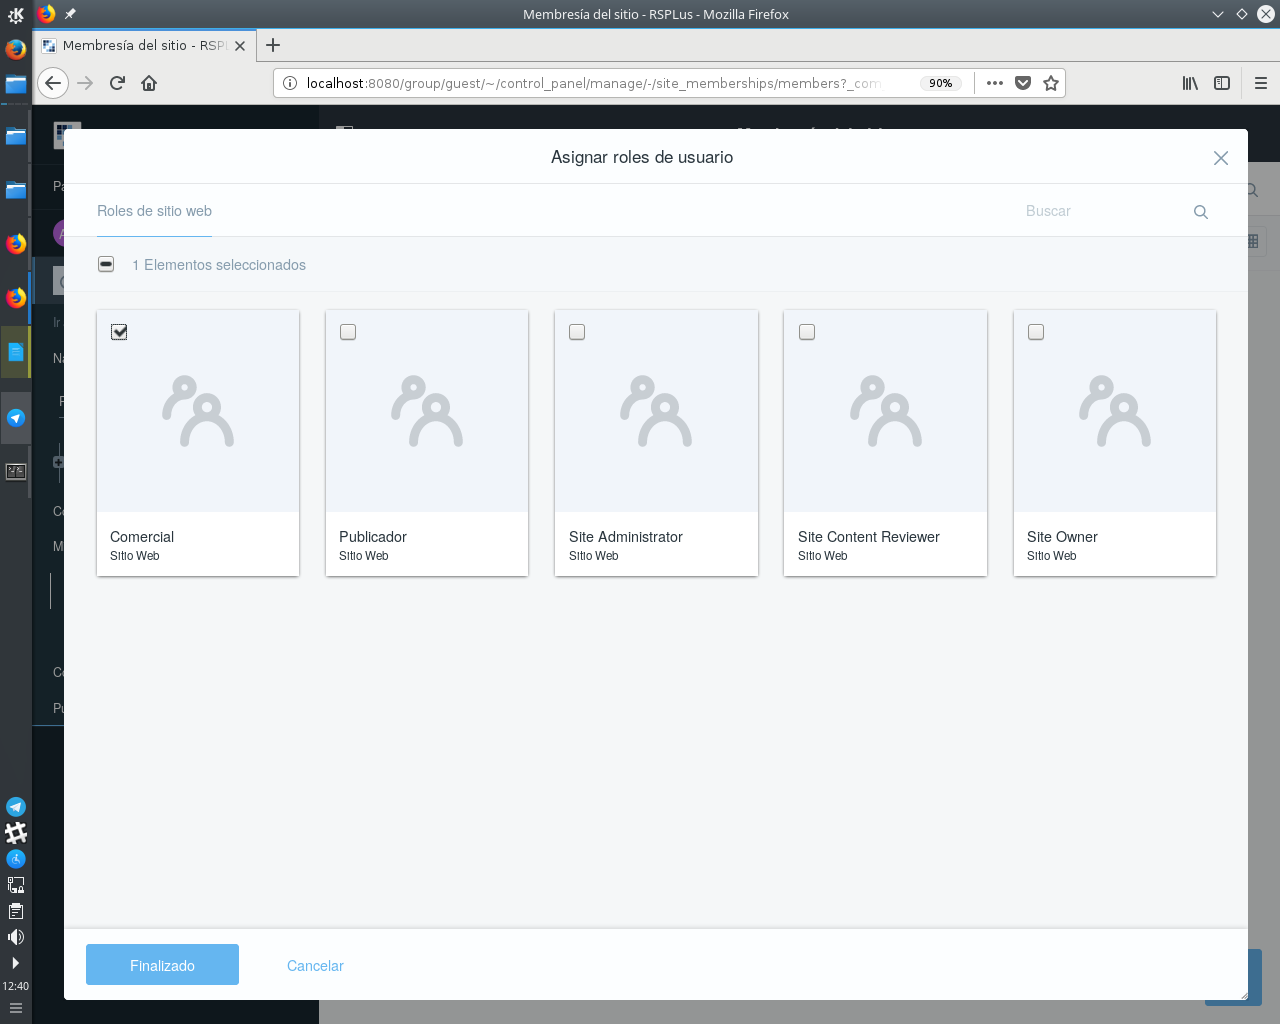 Membresía del sitio - RSPLus - Mozilla Firefox
Membresía del sitio - RSPL
localhost:8080/group/guest/~/control_panel/manage/-/site_memberships/members?_com
90%
Asignar roles de usuario
Roles de sitio web
Buscar
1 Elementos seleccionados
Comercial
Sitio Web
Publicador
Sitio Web
Site Administrator
Sitio Web
Site Content Reviewer
Sitio Web
Site Owner
Sitio Web
Finalizado
Cancelar
12:40